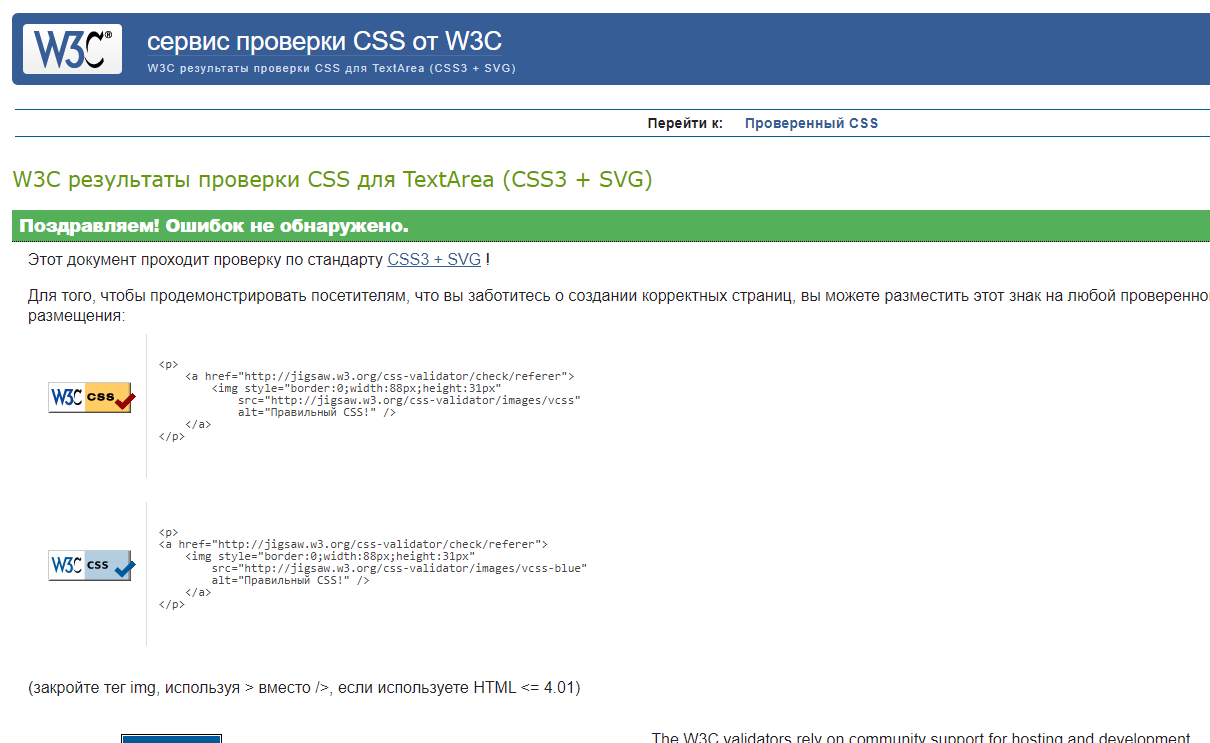 W3C®
сервис проверки CSS от W3C
W3C результаты проверки CSS для TextArea (CSS3 + SVG)
Перейти к: Проверенный CSS
W3C результаты проверки CSS для TextArea (CSS3 + SVG)
Поздравляем! Ошибок не обнаружено.
Этот документ проходит проверку по стандарту CSS3 + SVG !
Для того, чтобы продемонстрировать посетителям, что вы заботитесь о создании корректных страниц, вы можете разместить этот знак на любой проверенно
размещения:
W3C css
<p>
<a href="http://jigsaw.w3.org/css-validator/check/referer">
<img style="border:0;width:88px;height:31px"
src="http://jigsaw.w3.org/css-validator/images/vcss"
alt="Правильный CSS!" />
</a>
</p>
W3C css
<p>
<a href="http://jigsaw.w3.org/css-validator/check/referer">
<img style="border:0;width:88px;height:31px"
src="http://jigsaw.w3.org/css-validator/images/vcss-blue"
alt="Правильный CSS!" />
</a>
</p>
(закройте тег img, используя > вместо />, если используете HTML <= 4.01)
The W3C validators rely on community support for hosting and development.